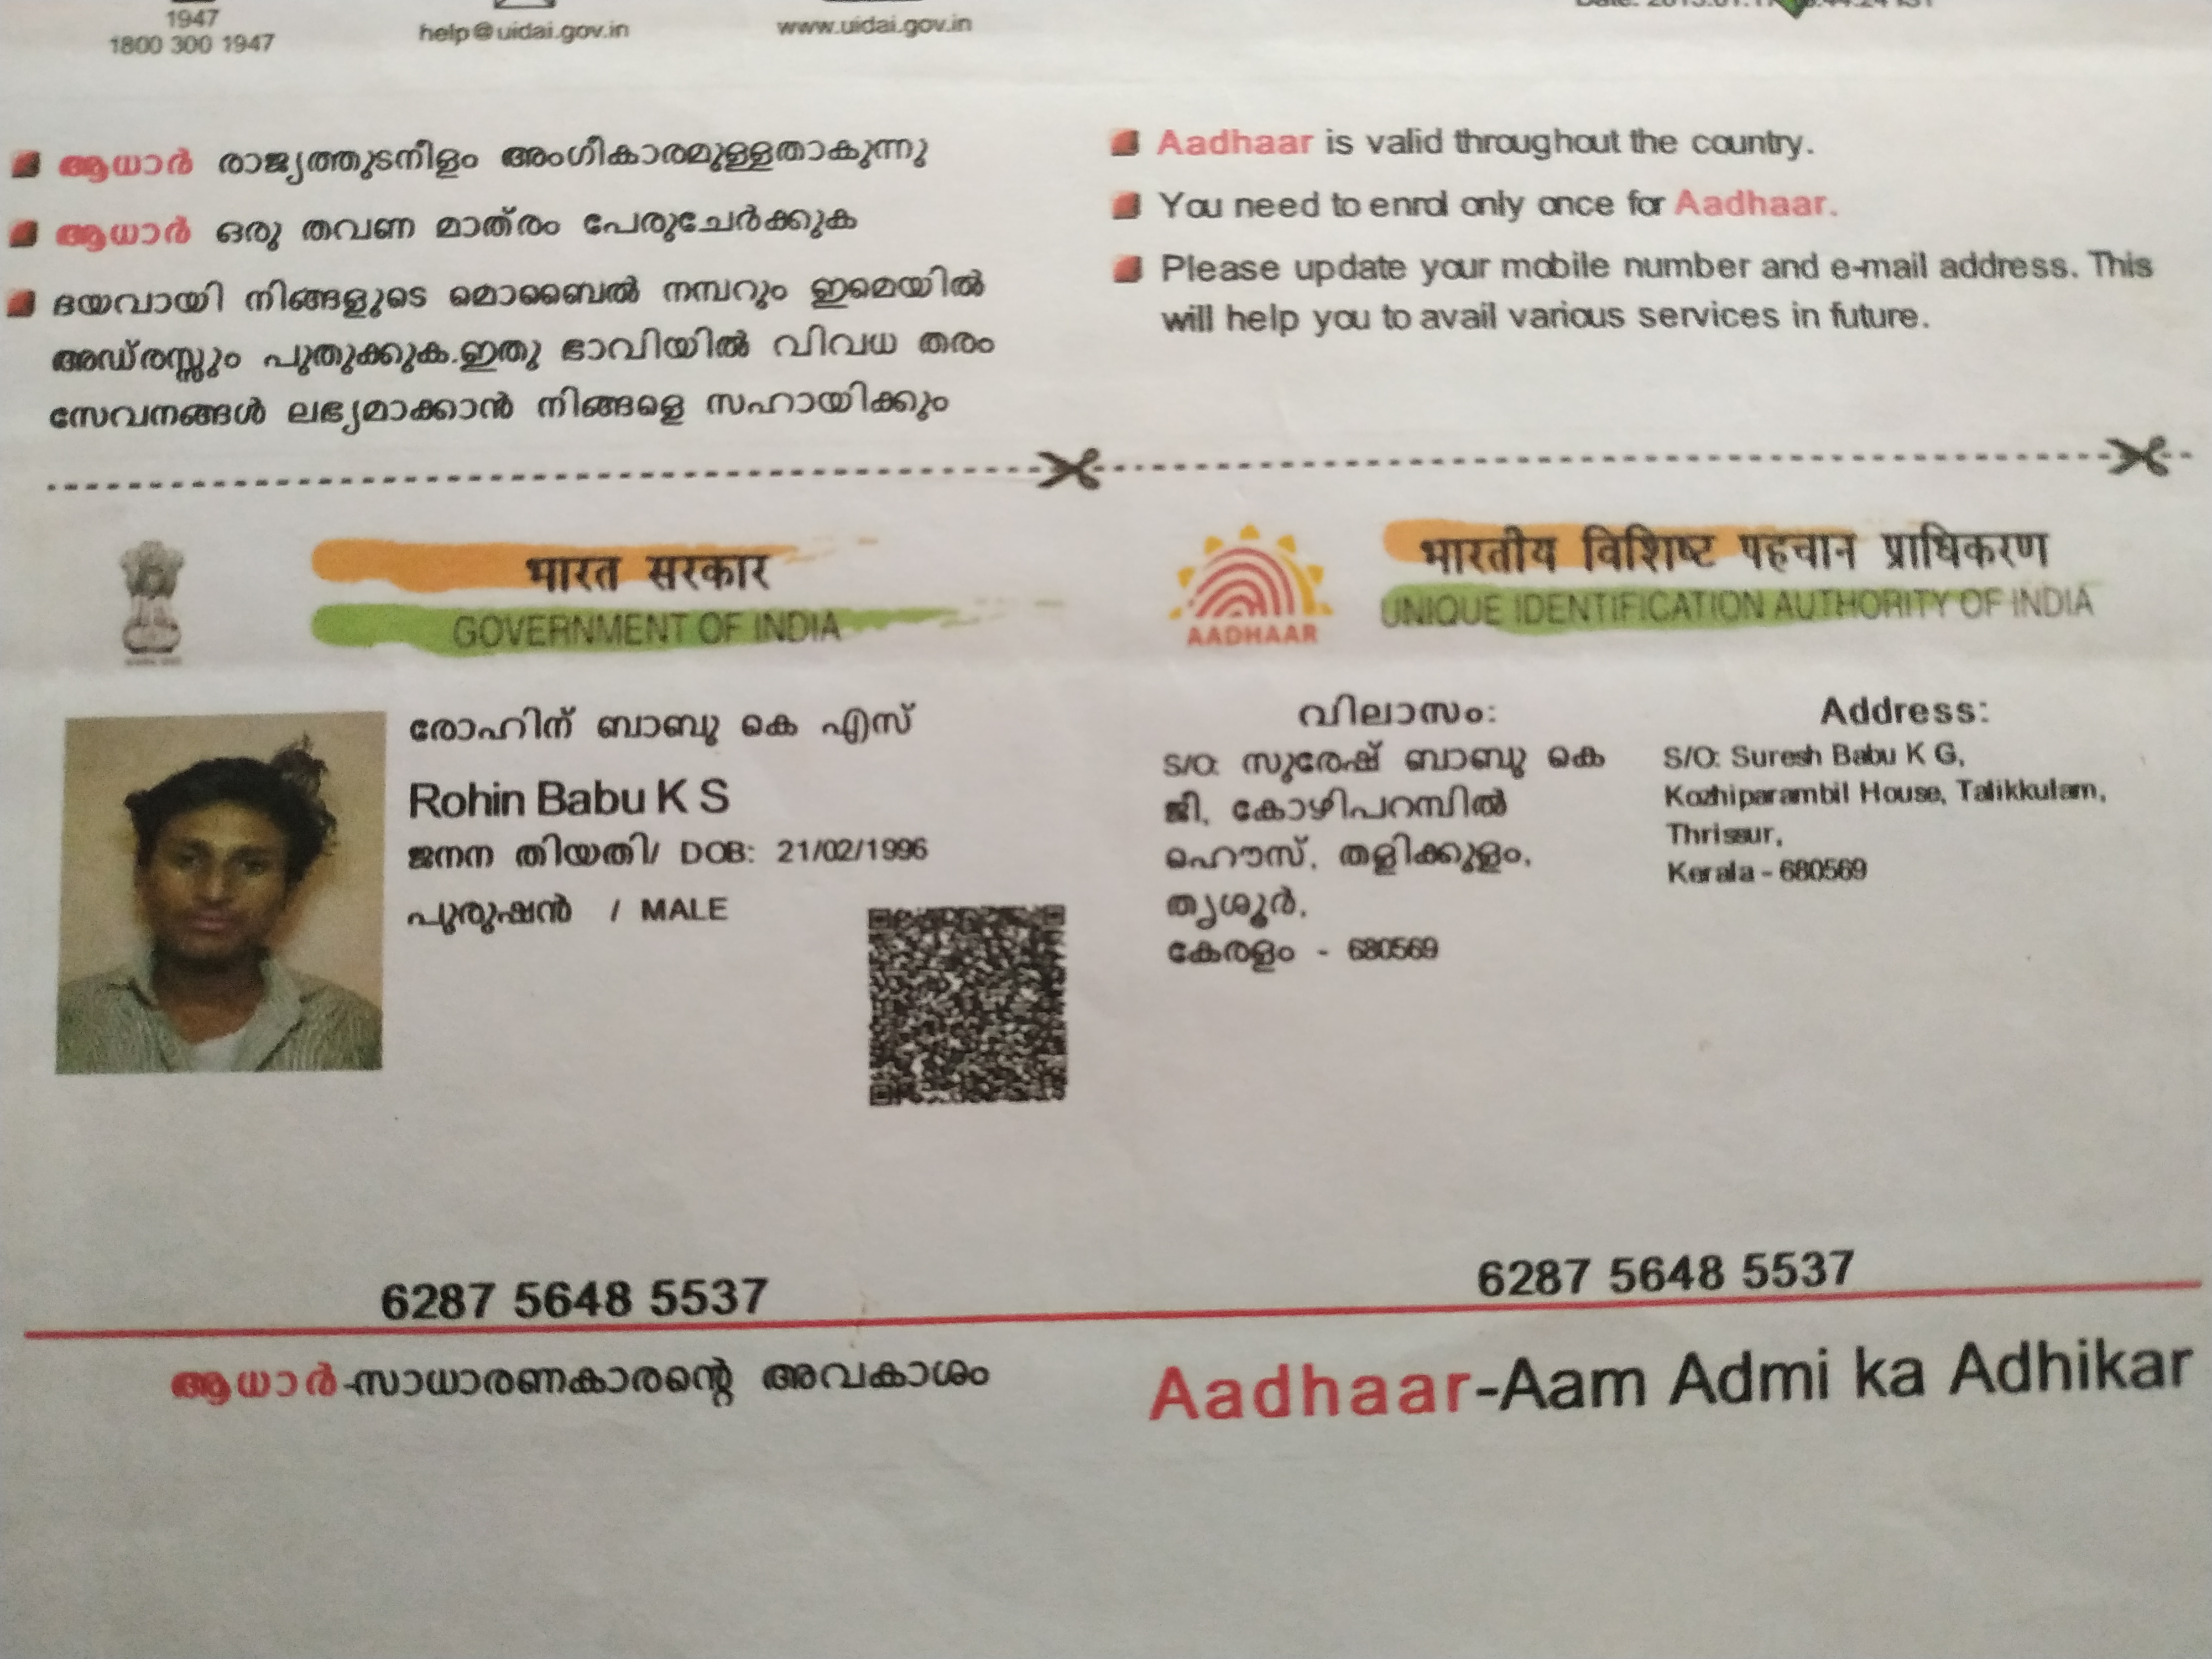 1947
1800 300 1947
help@uidai.gov.in
www.uidai.gov.in
ആധാർ രാജ്യത്തുടനീളം അംഗീകാരമുള്ളതാകുന്നു
ആധാർ ഒരു തവണ മാത്രം പേരുചേർക്കുക
ദയവായി നിങ്ങളുടെ മൊബൈൽ നമ്പറും ഇമെയിൽ
അഡ്രസ്സും പുതുക്കുക.ഇതു ഭാവിയിൽ വിവധ തരം
സേവനങ്ങൾ ലഭ്യമാക്കാൻ നിങ്ങളെ സഹായിക്കും
Aadhaar is valid throughout the country.
You need to enrol only once for Aadhaar.
Please update your mobile number and e-mail address. This
will help you to avail various services in future.
भारत सरकार
GOVERNMENT OF INDIA
രോഹിന് ബാബു കെ എസ്
Rohin Babu K S
ജനന തിയതി/ DOB: 21/02/1996
പുരുഷൻ / MALE
6287 5648 5537
ആധാർ-സാധാരണകാരന്റെ അവകാശം
AADHAAR
भारतीय विशिष्ट पहचान प्राधिकरण
UNIQUE IDENTIFICATION AUTHORITY OF INDIA
വിലാസം:
S/O: സുരേഷ് ബാബു കെ
ജി, കോഴിപറമ്പിൽ
ഹൌസ്, തളിക്കുളം,
തൃശൂർ,
കേരളം - 680569
Address:
S/O: Suresh Babu K G,
Kozhiparambil House, Talikkulam,
Thrissur,
Kerala - 680569
6287 5648 5537
Aadhaar-Aam Admi ka Adhikar